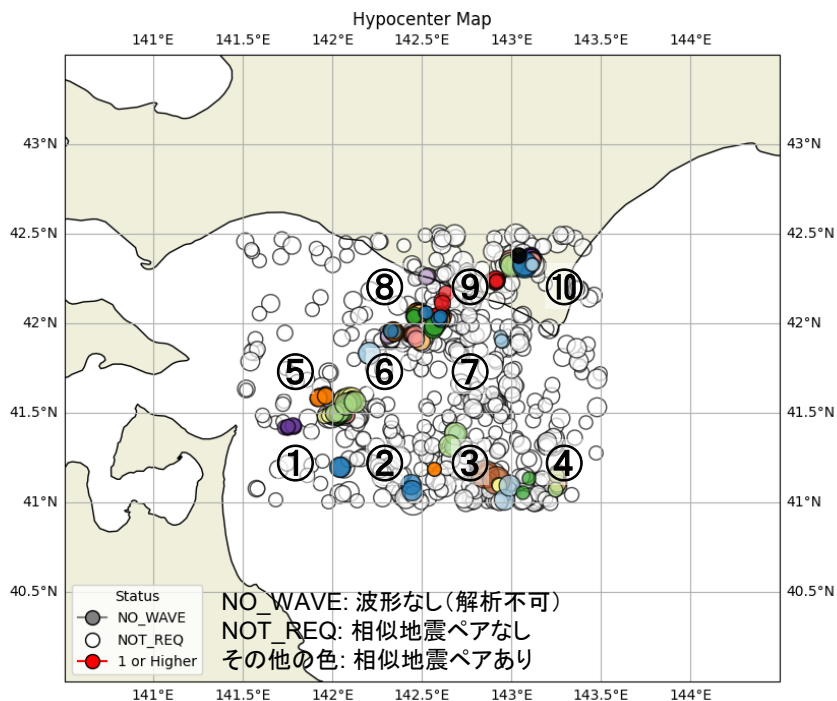 Hypocenter Map
141°E 141.5°E 142°E 142.5°E 143°E 143.5°E 144°E
43°N 43°N
42.5°N 42.5°N
⑧ ⑨ ⑩
42°N 42°N
⑤ ⑥ ⑦
41.5°N 41.5°N
① ② ③ ④
41°N 41°N
40.5°N 40.5°N
Status
NO_WAVE
NOT_REQ
1 or Higher
NO_WAVE: 波形なし（解析不可）
NOT_REQ: 相似地震ペアなし
その他の色: 相似地震ペアあり
141°E 141.5°E 142°E 142.5°E 143°E 143.5°E 144°E